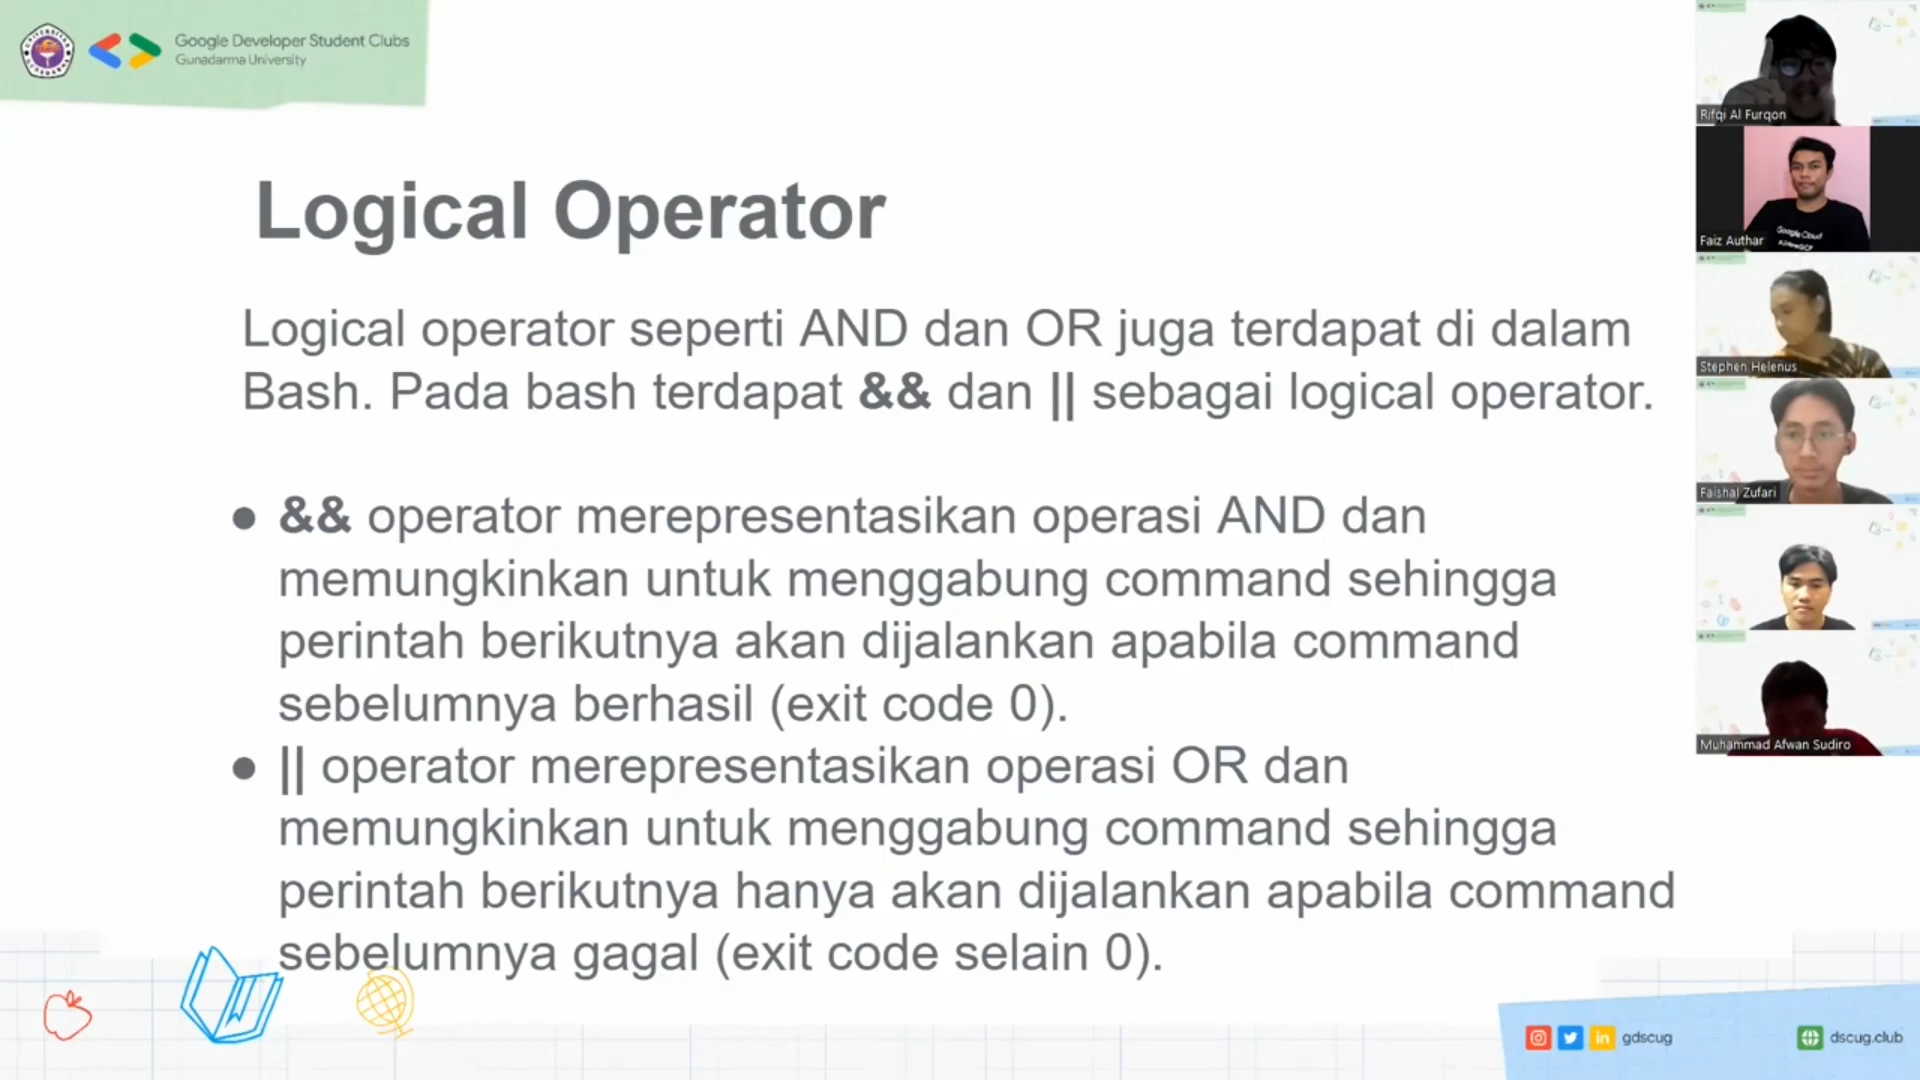 Google Developer Student Clubs
Gunadarma University
Logical Operator
Logical operator seperti AND dan OR juga terdapat di dalam
Bash. Pada bash terdapat && dan || sebagai logical operator.
● && operator merepresentasikan operasi AND dan
memungkinkan untuk menggabung command sehingga
perintah berikutnya akan dijalankan apabila command
sebelumnya berhasil (exit code 0).
● || operator merepresentasikan operasi OR dan
memungkinkan untuk menggabung command sehingga
perintah berikutnya hanya akan dijalankan apabila command
sebelumnya gagal (exit code selain 0).
gdscug
dscug.club
Rifqi Al Furqon
Faiz Authar
Google Cloud
Stephen Helenus
Faishal Zufari
Muhammad Afwan Sudiro